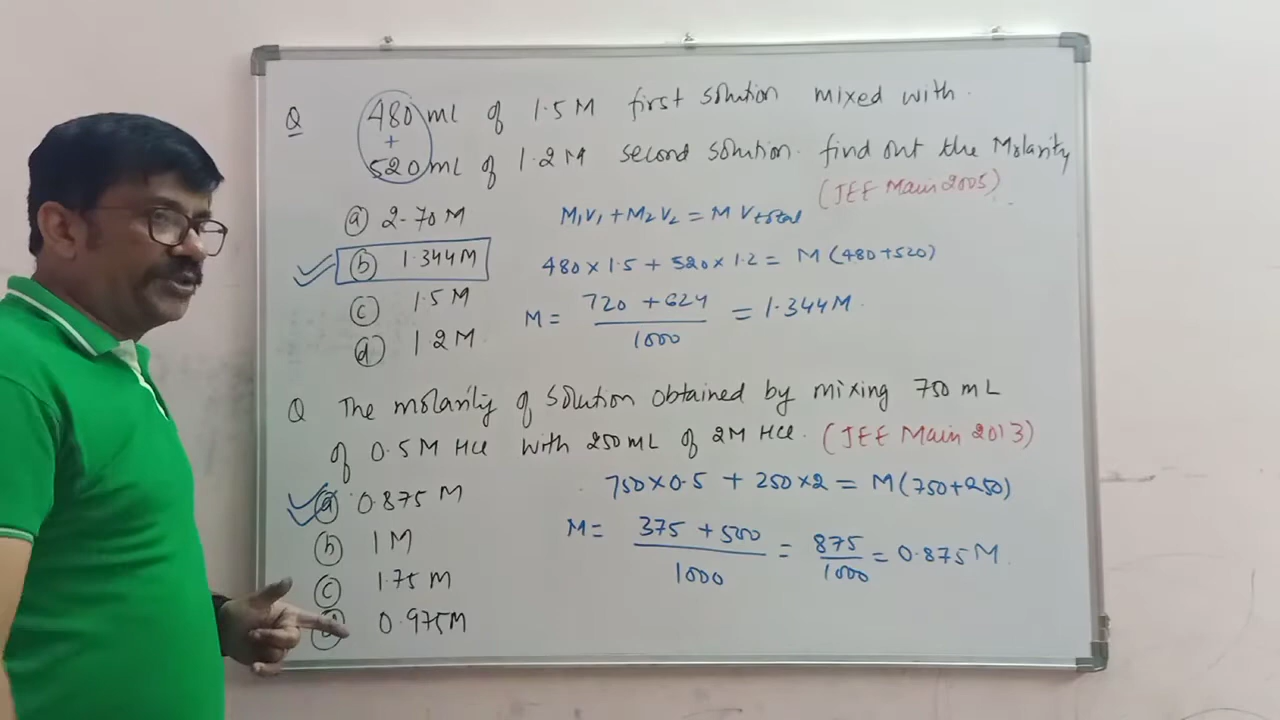 Q 480 ml of 1.5 M first solution mixed with.
+
520 ml of 1.2 M second solution. find out the Molarity
(JEE Main 2005)
(a) 2.70 M
M₁V₁ + M₂V₂ = M Vtotal
(b) 1.344M
480 × 1.5 + 520 × 1.2 = M (480+520)
(c) 1.5 M
M = 720 + 624 / 1000 = 1.344M.
(d) 1.2 M
Q The molarity of solution obtained by mixing 750 mL
of 0.5 M HCl with 250 mL of 2M HCl. (JEE Main 2013)
(a) 0.875 M
750 × 0.5 + 250 × 2 = M (750+250)
(b) 1 M
M = 375 + 500 / 1000 = 875 / 1000 = 0.875 M.
(c) 1.75 M
(d) 0.975M